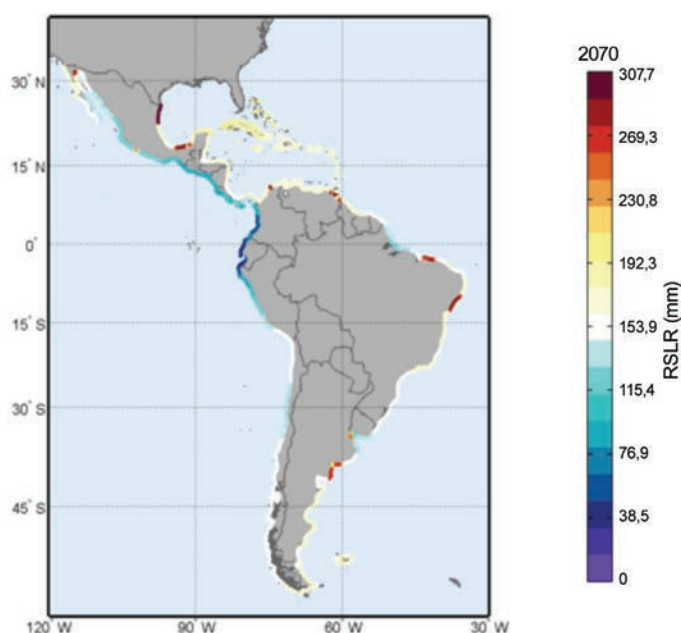 2070
307,7
30° N
269,3
15° N
230,8
0°
192,3
15° S
153,9
RSLR (mm)
30° S
115,4
76,9
45° S
38,5
0
120 W
90 W
60 W
30 W